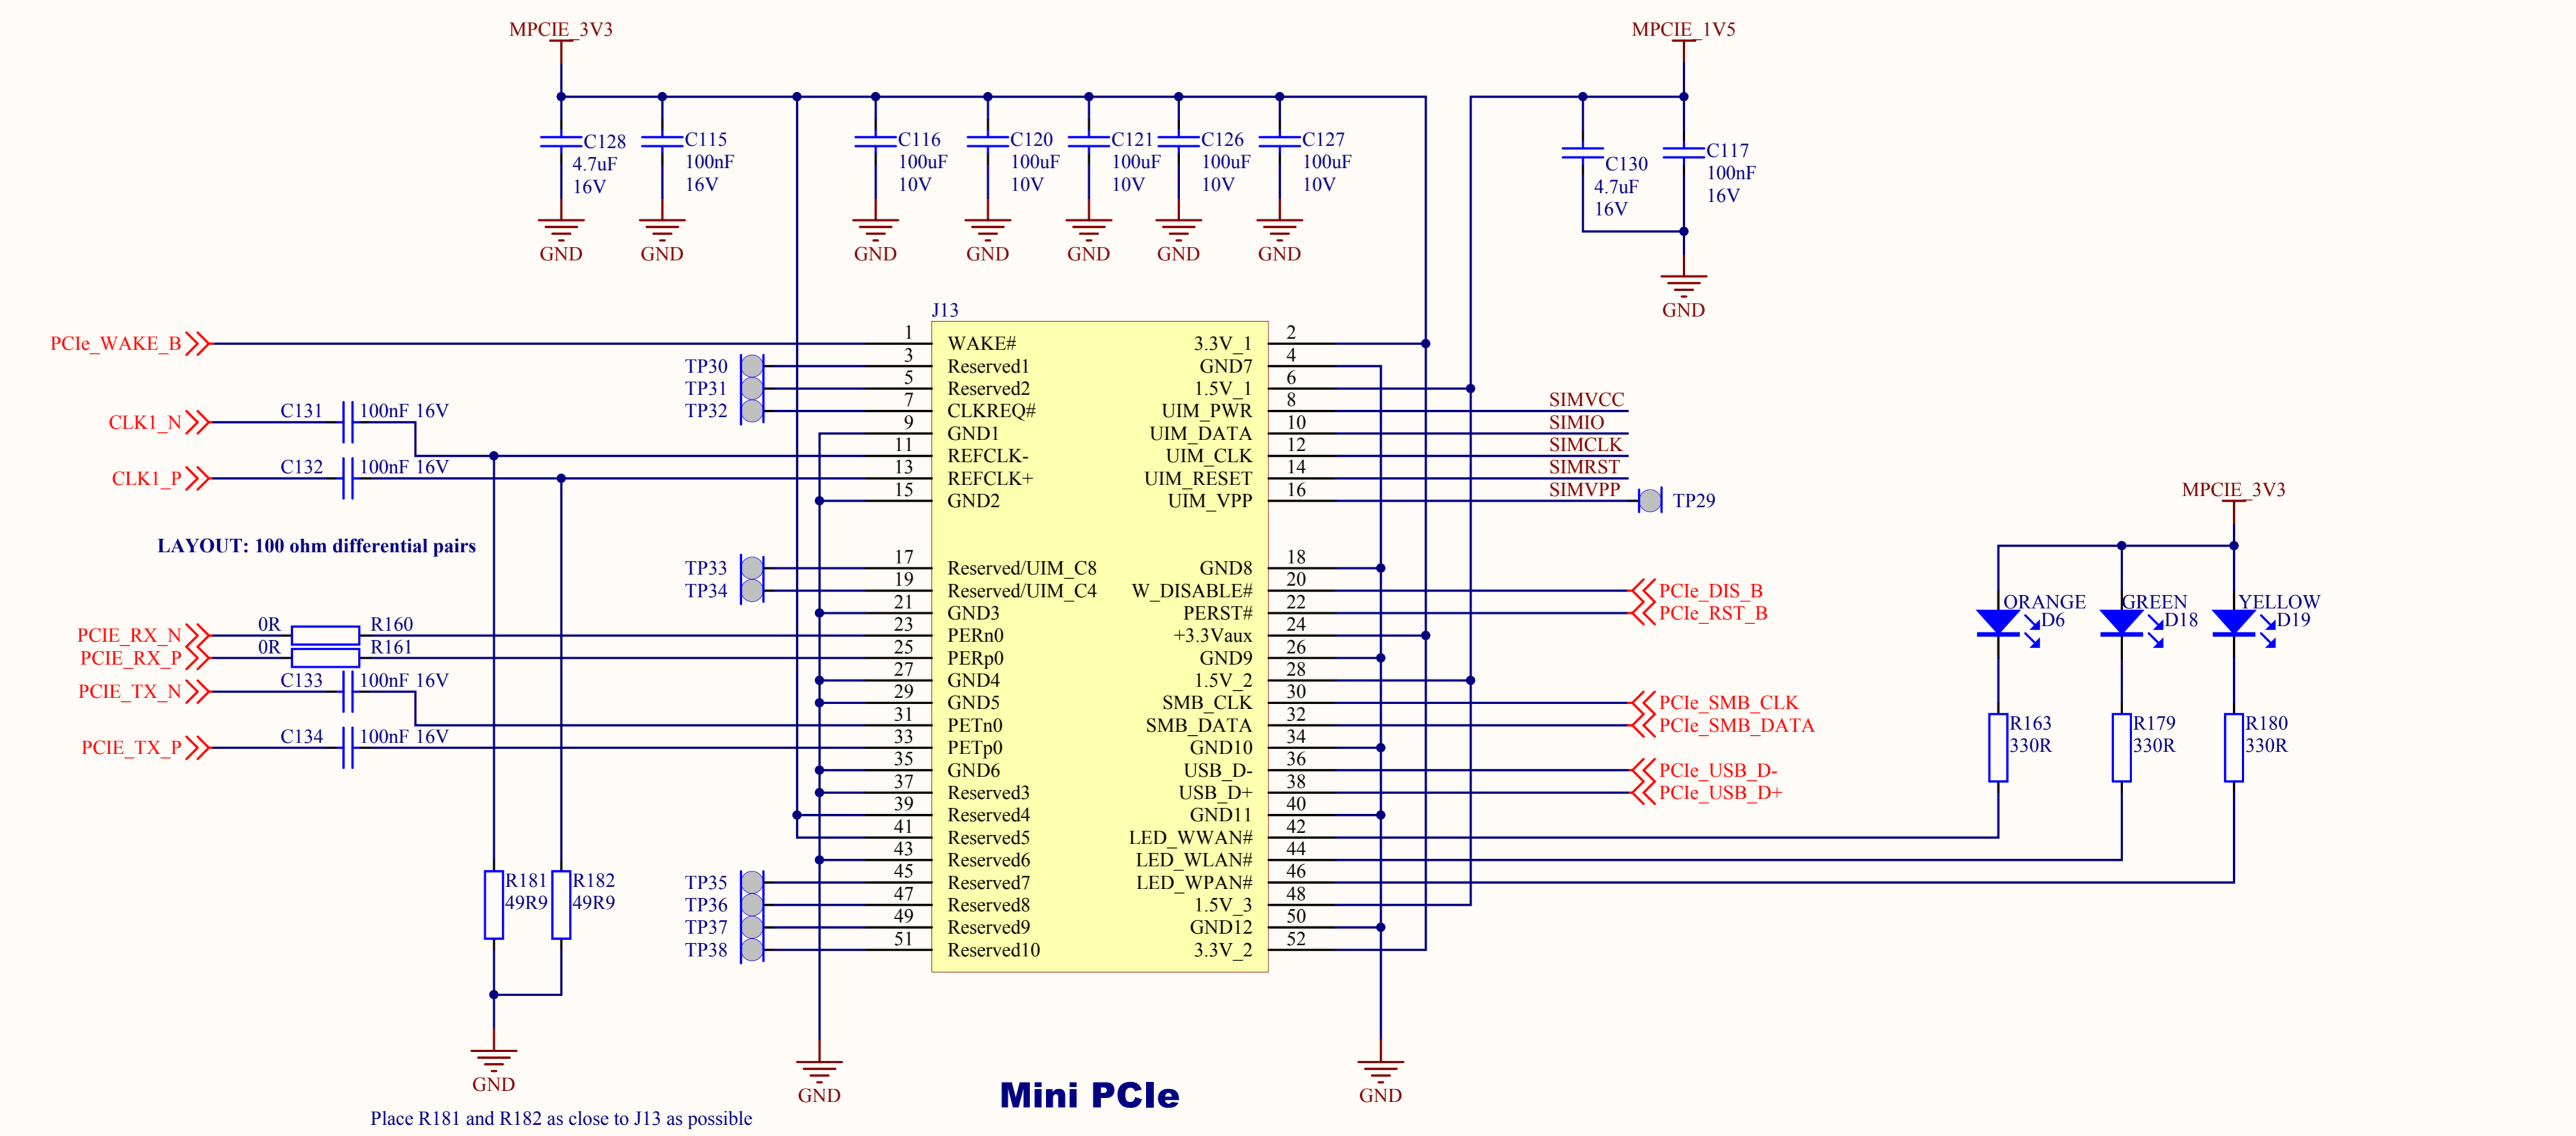 MPCIE_3V3
MPCIE_1V5
C128
4.7uF
16V
C115
100nF
16V
C116
100uF
10V
C120
100uF
10V
C121
100uF
10V
C126
100uF
10V
C127
100uF
10V
C130
4.7uF
16V
C117
100nF
16V
GND
GND
GND
GND
GND
GND
GND
GND
J13
PCIe_WAKE_B
1 WAKE# 3.3V_1 2
TP30 3 Reserved1 GND7 4
TP31 5 Reserved2 1.5V_1 6
TP32 7 CLKREQ# UIM_PWR 8 SIMVCC
9 GND1 UIM_DATA 10 SIMIO
CLK1_N C131 100nF 16V
11 REFCLK- UIM_CLK 12 SIMCLK
CLK1_P C132 100nF 16V
13 REFCLK+ UIM_RESET 14 SIMRST
15 GND2 UIM_VPP 16 SIMVPP TP29
LAYOUT: 100 ohm differential pairs
TP33 17 Reserved/UIM_C8 GND8 18
TP34 19 Reserved/UIM_C4 W_DISABLE# 20 PCIe_DIS_B
21 GND3 PERST# 22 PCIe_RST_B
PCIE_RX_N 0R R160 23 PERn0 +3.3Vaux 24
PCIE_RX_P 0R R161 25 PERp0 GND9 26
27 GND4 1.5V_2 28
PCIE_TX_N C133 100nF 16V
29 GND5 SMB_CLK 30 PCIe_SMB_CLK
31 PETn0 SMB_DATA 32 PCIe_SMB_DATA
PCIE_TX_P C134 100nF 16V
33 PETp0 GND10 34
35 GND6 USB_D- 36 PCIe_USB_D-
37 Reserved3 USB_D+ 38 PCIe_USB_D+
39 Reserved4 GND11 40
41 Reserved5 LED_WWAN# 42
43 Reserved6 LED_WLAN# 44
TP35 45 Reserved7 LED_WPAN# 46
TP36 47 Reserved8 1.5V_3 48
TP37 49 Reserved9 GND12 50
TP38 51 Reserved10 3.3V_2 52
R181
49R9
R182
49R9
MPCIE_3V3
ORANGE
D6
GREEN
D18
YELLOW
D19
R163
330R
R179
330R
R180
330R
GND
GND
GND
Mini PCIe
Place R181 and R182 as close to J13 as possible